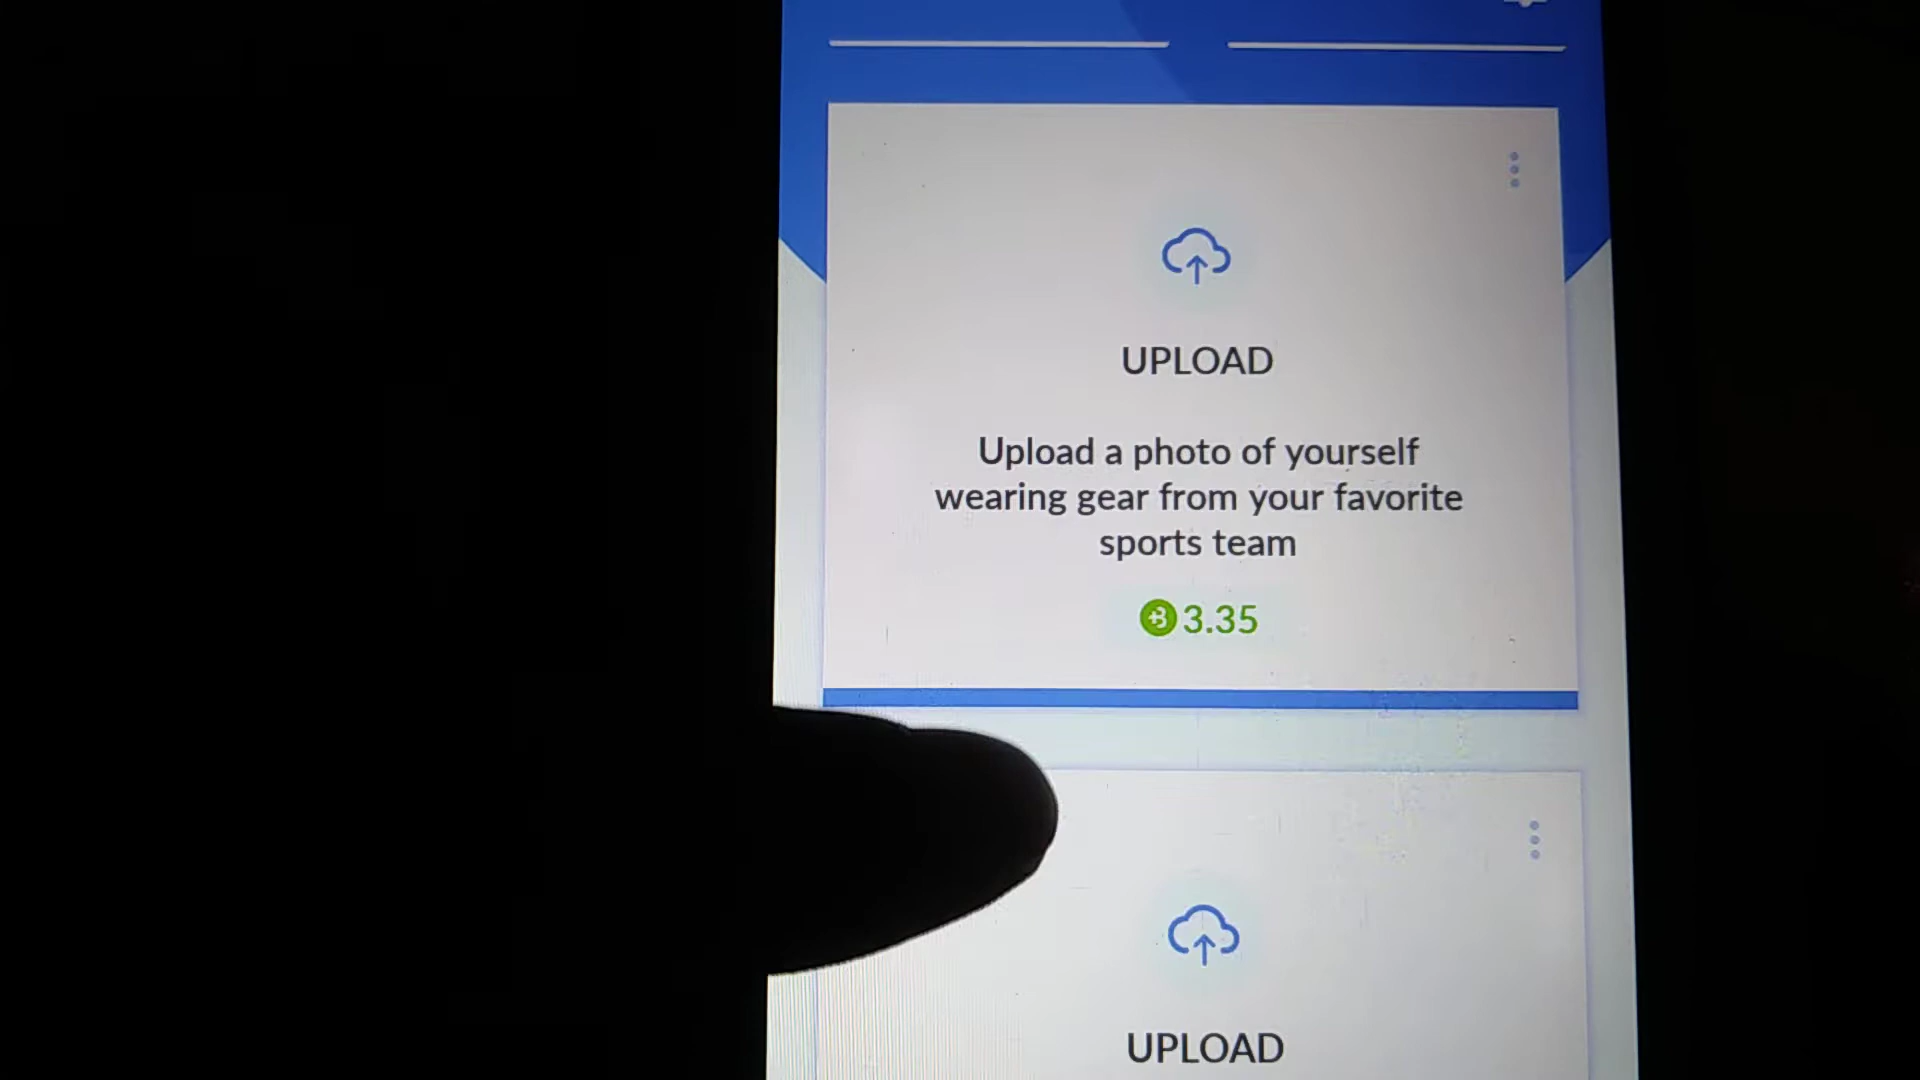 UPLOAD
Upload a photo of yourself
wearing gear from your favorite
sports team
3.35
UPLOAD